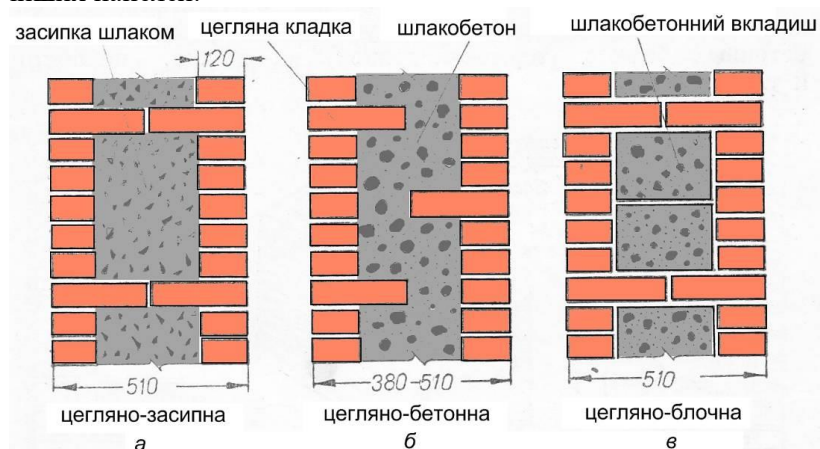 засипка шлаком
цегляна кладка
шлакобетон
шлакобетонний вкладиш
120
510
380-510
510
цегляно-засипна
цегляно-бетонна
цегляно-блочна
а
б
в